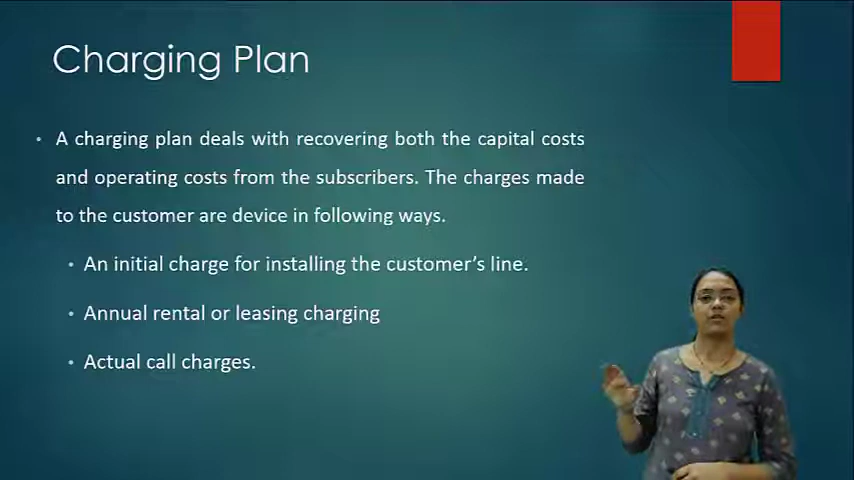 Charging Plan
• A charging plan deals with recovering both the capital costs
and operating costs from the subscribers. The charges made
to the customer are device in following ways.
• An initial charge for installing the customer’s line.
• Annual rental or leasing charging
• Actual call charges.